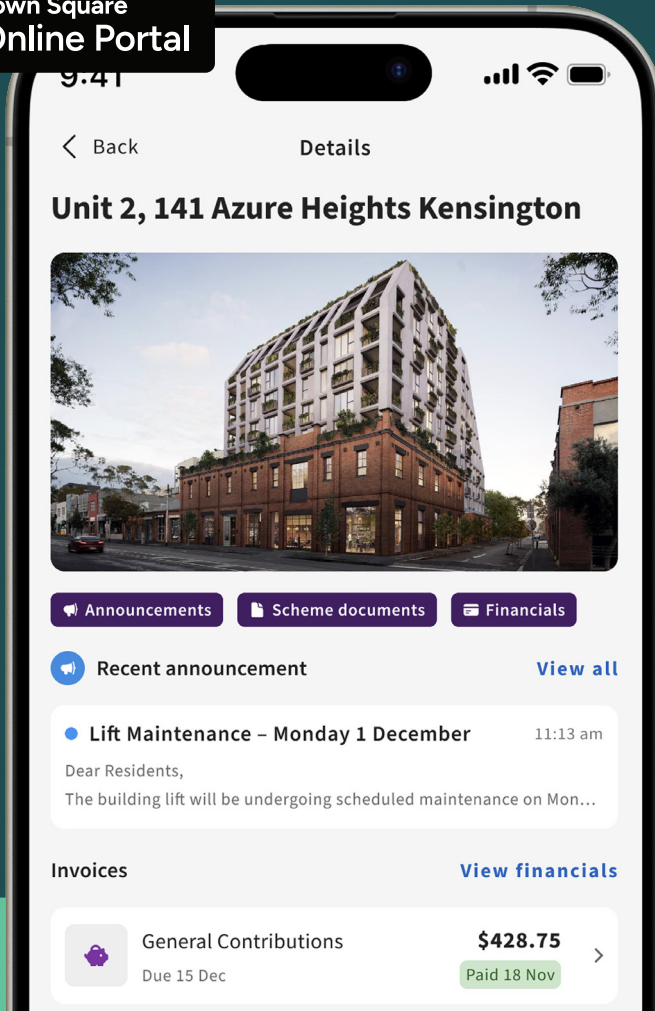 own Square
Online Portal
9:41
Back
Details
Unit 2, 141 Azure Heights Kensington
Announcements
Scheme documents
Financials
Recent announcement
View all
Lift Maintenance – Monday 1 December
11:13 am
Dear Residents,
The building lift will be undergoing scheduled maintenance on Mon...
Invoices
View financials
General Contributions
$428.75
Due 15 Dec
Paid 18 Nov